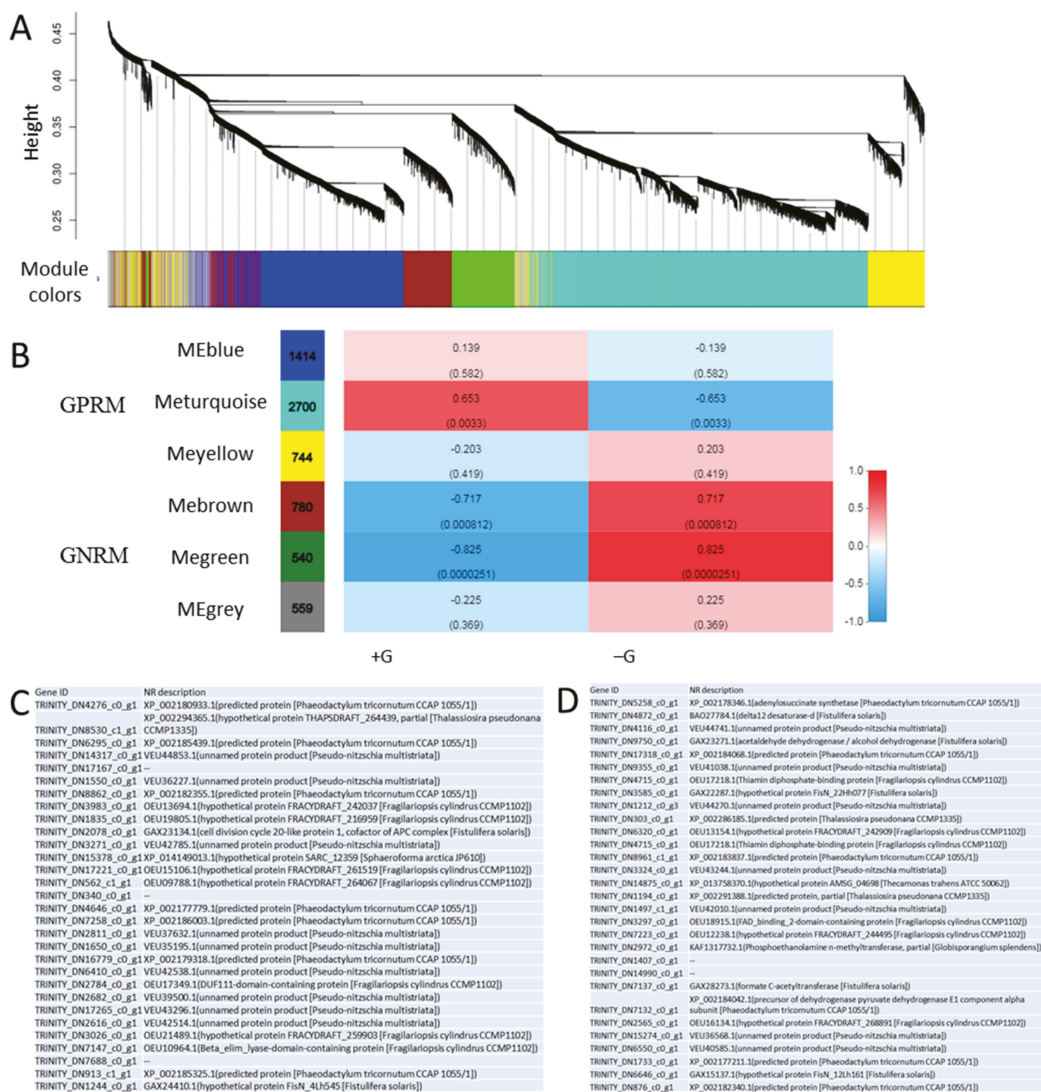 A
0.45
0.40
0.35
0.30
0.25
Height
Module
colors
B
MEblue
1414
0.139
(0.582)
-0.139
(0.582)
GPRM
Meturquoise
2700
0.653
(0.0033)
-0.653
(0.0033)
Meyellow
744
-0.203
(0.419)
0.203
(0.419)
Mebrown
780
-0.717
(0.000812)
0.717
(0.000812)
GNRM
Megreen
540
-0.825
(0.0000251)
0.825
(0.0000251)
MEgrey
559
-0.225
(0.369)
0.225
(0.369)
1.0
0.5
0.0
-0.5
-1.0
+G
−G
C
Gene ID NR description
TRINITY_DN4276_c0_g1 XP_002180933.1(predicted protein [Phaeodactylum tricornutum CCAP 1055/1])
XP_002294365.1(hypothetical protein THAPSDRAFT_264439, partial [Thalassiosira pseudonana
TRINITY_DN8530_c1_g1 CCMP1335])
TRINITY_DN6295_c0_g1 XP_002185439.1(predicted protein [Phaeodactylum tricornutum CCAP 1055/1])
TRINITY_DN14317_c0_g1 VEU44853.1(unnamed protein product [Pseudo-nitzschia multistriata])
TRINITY_DN17167_c0_g1 --
TRINITY_DN1550_c0_g1 VEU36227.1(unnamed protein product [Pseudo-nitzschia multistriata])
TRINITY_DN8862_c0_g1 XP_002182355.1(predicted protein [Phaeodactylum tricornutum CCAP 1055/1])
TRINITY_DN3983_c0_g1 OEU13694.1(hypothetical protein FRACYDRAFT_242037 [Fragilariopsis cylindrus CCMP1102])
TRINITY_DN1835_c0_g1 OEU19805.1(hypothetical protein FRACYDRAFT_216959 [Fragilariopsis cylindrus CCMP1102])
TRINITY_DN2078_c0_g1 GAX23134.1(cell division cycle 20-like protein 1, cofactor of APC complex [Fistulifera solaris])
TRINITY_DN3271_c0_g1 VEU42785.1(unnamed protein product [Pseudo-nitzschia multistriata])
TRINITY_DN15378_c0_g1 XP_014149013.1(hypothetical protein SARC_12359 [Sphaeroforma arctica JP610])
TRINITY_DN17221_c0_g1 OEU15106.1(hypothetical protein FRACYDRAFT_261519 [Fragilariopsis cylindrus CCMP1102])
TRINITY_DN562_c1_g1 OEU09788.1(hypothetical protein FRACYDRAFT_264067 [Fragilariopsis cylindrus CCMP1102])
TRINITY_DN340_c0_g1 --
TRINITY_DN4646_c0_g1 XP_002177779.1(predicted protein [Phaeodactylum tricornutum CCAP 1055/1])
TRINITY_DN7258_c0_g1 XP_002186003.1(predicted protein [Phaeodactylum tricornutum CCAP 1055/1])
TRINITY_DN2811_c0_g1 VEU37632.1(unnamed protein product [Pseudo-nitzschia multistriata])
TRINITY_DN1650_c0_g1 VEU35195.1(unnamed protein product [Pseudo-nitzschia multistriata])
TRINITY_DN16779_c0_g1 XP_002179318.1(predicted protein [Phaeodactylum tricornutum CCAP 1055/1])
TRINITY_DN6410_c0_g1 VEU42538.1(unnamed protein product [Pseudo-nitzschia multistriata])
TRINITY_DN2784_c0_g1 OEU17349.1(DUF111-domain-containing protein [Fragilariopsis cylindrus CCMP1102])
TRINITY_DN2682_c0_g1 VEU39500.1(unnamed protein product [Pseudo-nitzschia multistriata])
TRINITY_DN17265_c0_g1 VEU43296.1(unnamed protein product [Pseudo-nitzschia multistriata])
TRINITY_DN2616_c0_g1 VEU42514.1(unnamed protein product [Pseudo-nitzschia multistriata])
TRINITY_DN3026_c0_g1 OEU21489.1(hypothetical protein FRACYDRAFT_259903 [Fragilariopsis cylindrus CCMP1102])
TRINITY_DN7147_c0_g1 OEU10964.1(Beta_elim_lyase-domain-containing protein [Fragilariopsis cylindrus CCMP1102])
TRINITY_DN7688_c0_g1 --
TRINITY_DN913_c1_g1 XP_002185325.1(predicted protein [Phaeodactylum tricornutum CCAP 1055/1])
TRINITY_DN1244_c0_g1 GAX24410.1(hypothetical protein FisN_4Lh545 [Fistulifera solaris])
D
Gene ID NR description
TRINITY_DN5258_c0_g1 XP_002178346.1(adenylosuccinate synthetase [Phaeodactylum tricornutum CCAP 1055/1])
TRINITY_DN4872_c0_g1 BAO27784.1(delta12 desaturase-d [Fistulifera solaris])
TRINITY_DN4116_c0_g1 VEU44741.1(unnamed protein product [Pseudo-nitzschia multistriata])
TRINITY_DN9750_c0_g1 GAX23271.1(acetaldehyde dehydrogenase / alcohol dehydrogenase [Fistulifera solaris])
TRINITY_DN17318_c0_g1 XP_002184068.1(predicted protein [Phaeodactylum tricornutum CCAP 1055/1])
TRINITY_DN9355_c0_g1 VEU41038.1(unnamed protein product [Pseudo-nitzschia multistriata])
TRINITY_DN4715_c0_g1 OEU17218.1(Thiamin diphosphate-binding protein [Fragilariopsis cylindrus CCMP1102])
TRINITY_DN3585_c0_g1 GAX22287.1(hypothetical protein FisN_22Hh077 [Fistulifera solaris])
TRINITY_DN1212_c0_g3 VEU44270.1(unnamed protein product [Pseudo-nitzschia multistriata])
TRINITY_DN303_c0_g1 XP_002286185.1(predicted protein [Thalassiosira pseudonana CCMP1335])
TRINITY_DN6320_c0_g1 OEU13154.1(hypothetical protein FRACYDRAFT_242909 [Fragilariopsis cylindrus CCMP1102])
TRINITY_DN4715_c0_g1 OEU17218.1(Thiamin diphosphate-binding protein [Fragilariopsis cylindrus CCMP1102])
TRINITY_DN8961_c1_g1 XP_002183837.1(predicted protein [Phaeodactylum tricornutum CCAP 1055/1])
TRINITY_DN3324_c0_g1 VEU43244.1(unnamed protein product [Pseudo-nitzschia multistriata])
TRINITY_DN14875_c0_g1 XP_013758370.1(hypothetical protein AMSG_04698 [Thecamonas trahens ATCC 50062])
TRINITY_DN1194_c0_g1 XP_002291388.1(predicted protein, partial [Thalassiosira pseudonana CCMP1335])
TRINITY_DN1497_c1_g1 VEU42010.1(unnamed protein product [Pseudo-nitzschia multistriata])
TRINITY_DN3297_c0_g1 OEU18915.1(FAD_binding_2-domain-containing protein [Fragilariopsis cylindrus CCMP1102])
TRINITY_DN7223_c0_g1 OEU12238.1(hypothetical protein FRACYDRAFT_244495 [Fragilariopsis cylindrus CCMP1102])
TRINITY_DN2972_c0_g1 KAF1317732.1(Phosphoethanolamine n-methyltransferase, partial [Globisporangium splendens])
TRINITY_DN1407_c0_g1 --
TRINITY_DN14990_c0_g1 --
TRINITY_DN7137_c0_g1 GAX28273.1(formate C-acetyltransferase [Fistulifera solaris])
XP_002184042.1(precursor of dehydrogenase pyruvate dehydrogenase E1 component alpha
TRINITY_DN7132_c0_g1 subunit [Phaeodactylum tricornutum CCAP 1055/1])
TRINITY_DN2565_c0_g1 OEU16134.1(hypothetical protein FRACYDRAFT_268891 [Fragilariopsis cylindrus CCMP1102])
TRINITY_DN15274_c0_g1 VEU36568.1(unnamed protein product [Pseudo-nitzschia multistriata])
TRINITY_DN6550_c0_g1 VEU40585.1(unnamed protein product [Pseudo-nitzschia multistriata])
TRINITY_DN1733_c0_g1 XP_002177211.1(predicted protein [Phaeodactylum tricornutum CCAP 1055/1])
TRINITY_DN6646_c0_g1 GAX15137.1(hypothetical protein FisN_12Lh161 [Fistulifera solaris])
TRINITY_DN876_c0_g1 XP_002182340.1(predicted protein [Phaeodactylum tricornutum CCAP 1055/1])